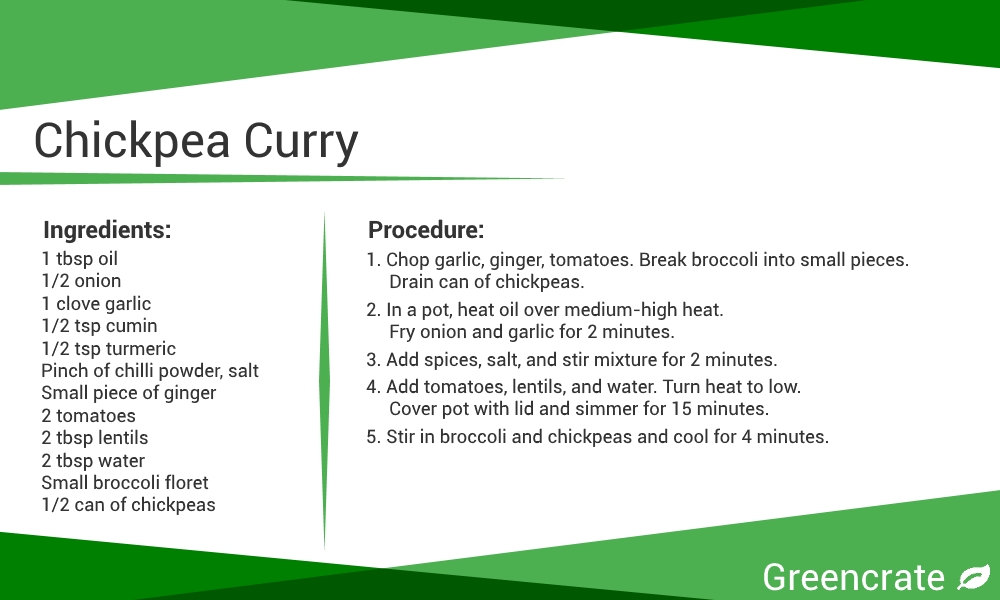 Chickpea Curry
Ingredients:
1 tbsp oil
1/2 onion
1 clove garlic
1/2 tsp cumin
1/2 tsp turmeric
Pinch of chilli powder, salt
Small piece of ginger
2 tomatoes
2 tbsp lentils
2 tbsp water
Small broccoli floret
1/2 can of chickpeas
Procedure:
1. Chop garlic, ginger, tomatoes. Break broccoli into small pieces.
Drain can of chickpeas.
2. In a pot, heat oil over medium-high heat.
Fry onion and garlic for 2 minutes.
3. Add spices, salt, and stir mixture for 2 minutes.
4. Add tomatoes, lentils, and water. Turn heat to low.
Cover pot with lid and simmer for 15 minutes.
5. Stir in broccoli and chickpeas and cool for 4 minutes.
Greencrate